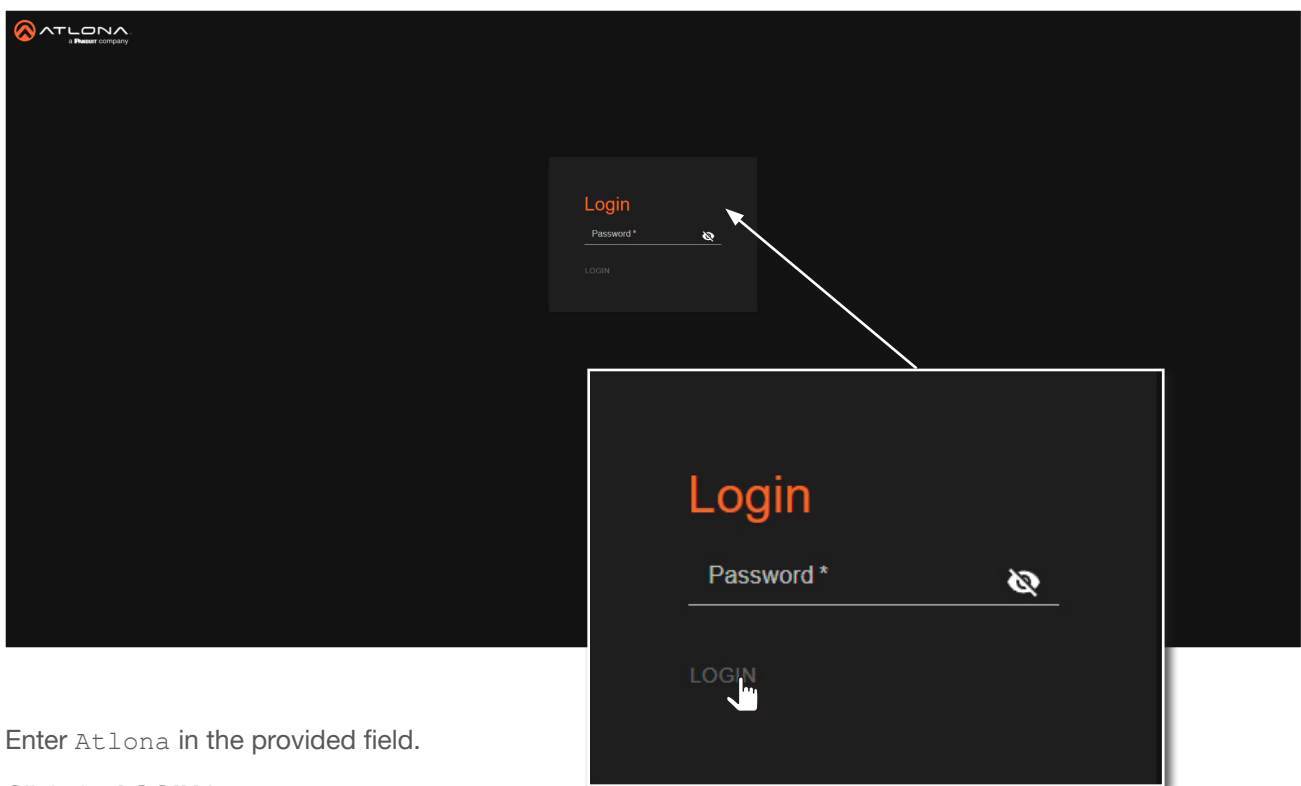 ATLONA
a PANDUIT company
Login
Password *
LOGIN
Login
Password *
LOGIN
Enter Atlona in the provided field.